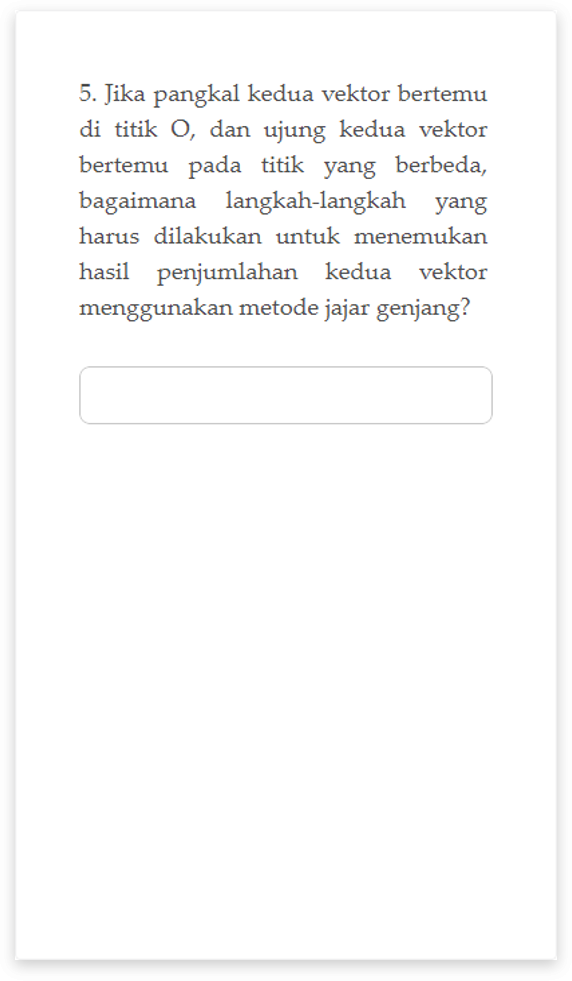 5. Jika pangkal kedua vektor bertemu
di titik O, dan ujung kedua vektor
bertemu pada titik yang berbeda,
bagaimana langkah-langkah yang
harus dilakukan untuk menemukan
hasil penjumlahan kedua vektor
menggunakan metode jajar genjang?